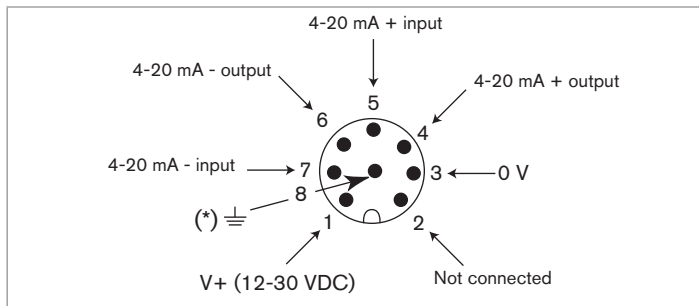 4-20 mA + input
4-20 mA - output
4-20 mA + output
5
6
4
4-20 mA - input
7
3
0 V
8
(*)
1
2
V+ (12-30 VDC)
Not connected